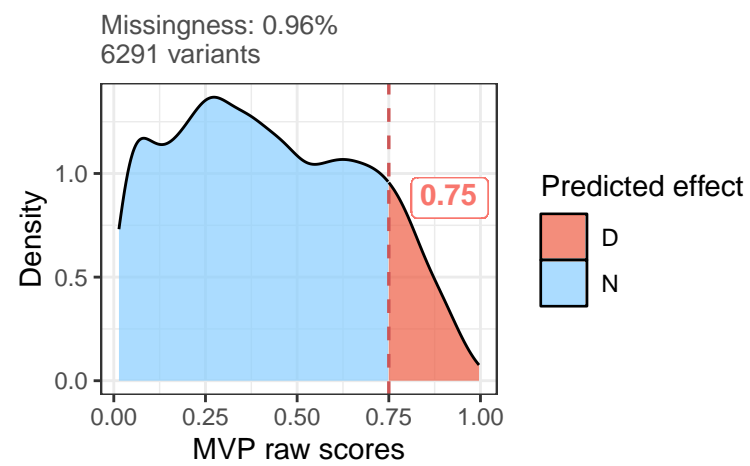 Missingness: 0.96%
6291 variants
Density
1.0
0.5
0.0
0.75
0.00 0.25 0.50 0.75 1.00
MVP raw scores
Predicted effect
D
N